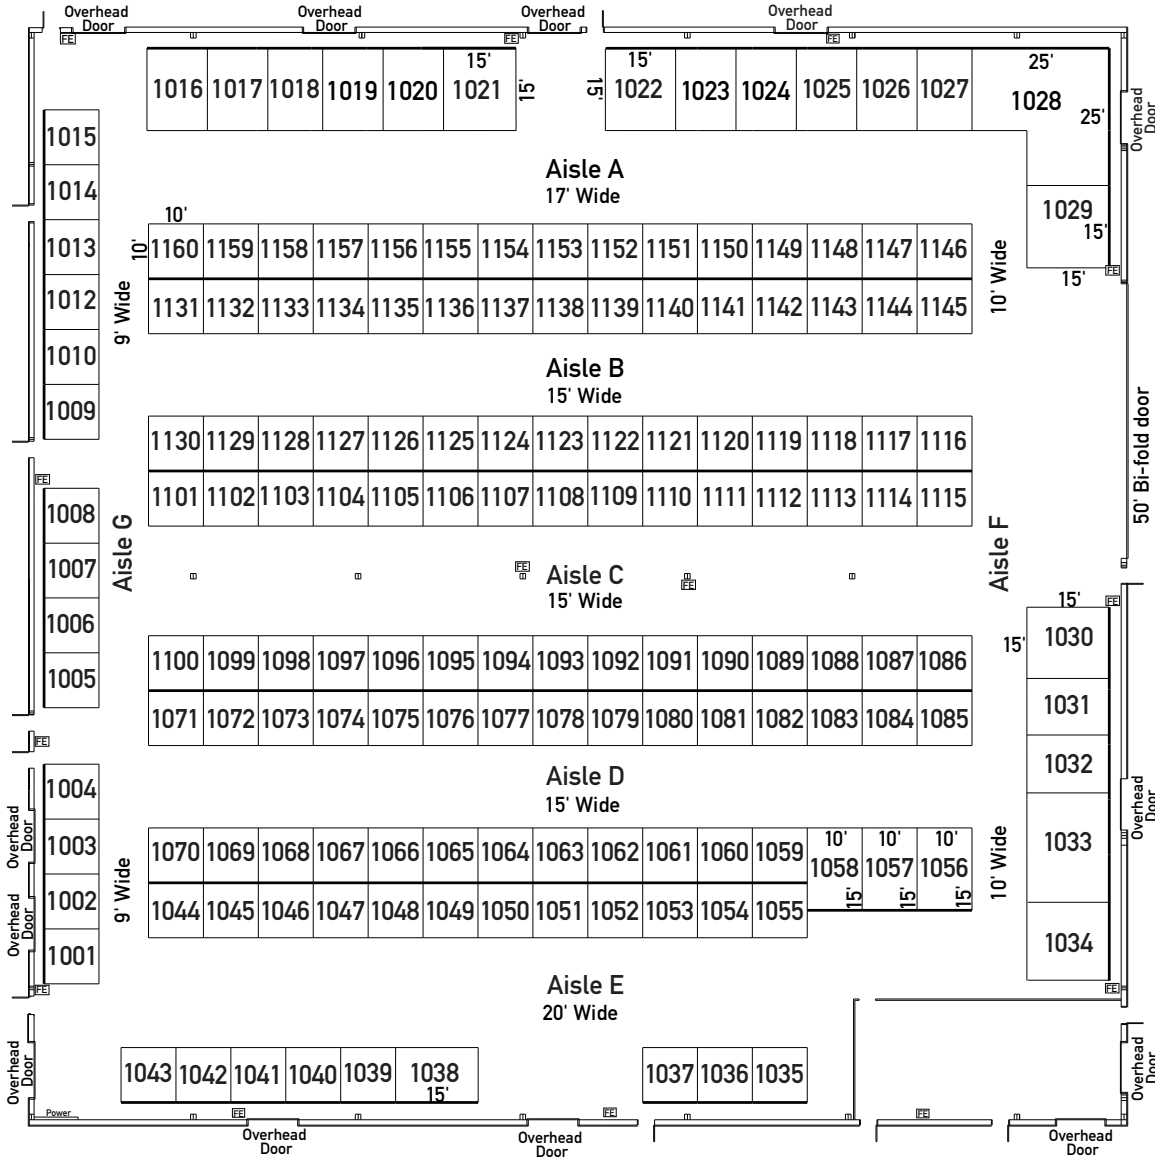 Overhead
Door
Overhead
Door
Overhead
Door
Overhead
Door
FE
FE
FE
1016 1017 1018 1019 1020 15' 1021 15'
15' 15' 1022 1023 1024 1025 1026 1027 25' 1028 25'
Overhead
Door
1015
1014
1013
1012
1010
1009
Aisle A
17' Wide
1029
15'
15'
FE
10'
10'
1160 1159 1158 1157 1156 1155 1154 1153 1152 1151 1150 1149 1148 1147 1146
1131 1132 1133 1134 1135 1136 1137 1138 1139 1140 1141 1142 1143 1144 1145
9' Wide
10' Wide
Aisle B
15' Wide
50' Bi-fold door
1130 1129 1128 1127 1126 1125 1124 1123 1122 1121 1120 1119 1118 1117 1116
1101 1102 1103 1104 1105 1106 1107 1108 1109 1110 1111 1112 1113 1114 1115
FE
1008
1007
1006
1005
Aisle G
Aisle F
FE
FE
Aisle C
15' Wide
15'
FE
15'
1030
1031
1032
1033
1034
1100 1099 1098 1097 1096 1095 1094 1093 1092 1091 1090 1089 1088 1087 1086
1071 1072 1073 1074 1075 1076 1077 1078 1079 1080 1081 1082 1083 1084 1085
FE
Aisle D
15' Wide
1004
1003
1002
1001
Overhead
Door
Overhead
Door
Overhead
Door
9' Wide
10' Wide
10' 10' 10'
1070 1069 1068 1067 1066 1065 1064 1063 1062 1061 1060 1059 1058 1057 1056
15' 15' 15'
1044 1045 1046 1047 1048 1049 1050 1051 1052 1053 1054 1055
FE
FE
Aisle E
20' Wide
Overhead
Door
Overhead
Door
1043 1042 1041 1040 1039 1038 1037 1036 1035
15'
Power
FE
FE
FE
Overhead
Door
Overhead
Door
Overhead
Door